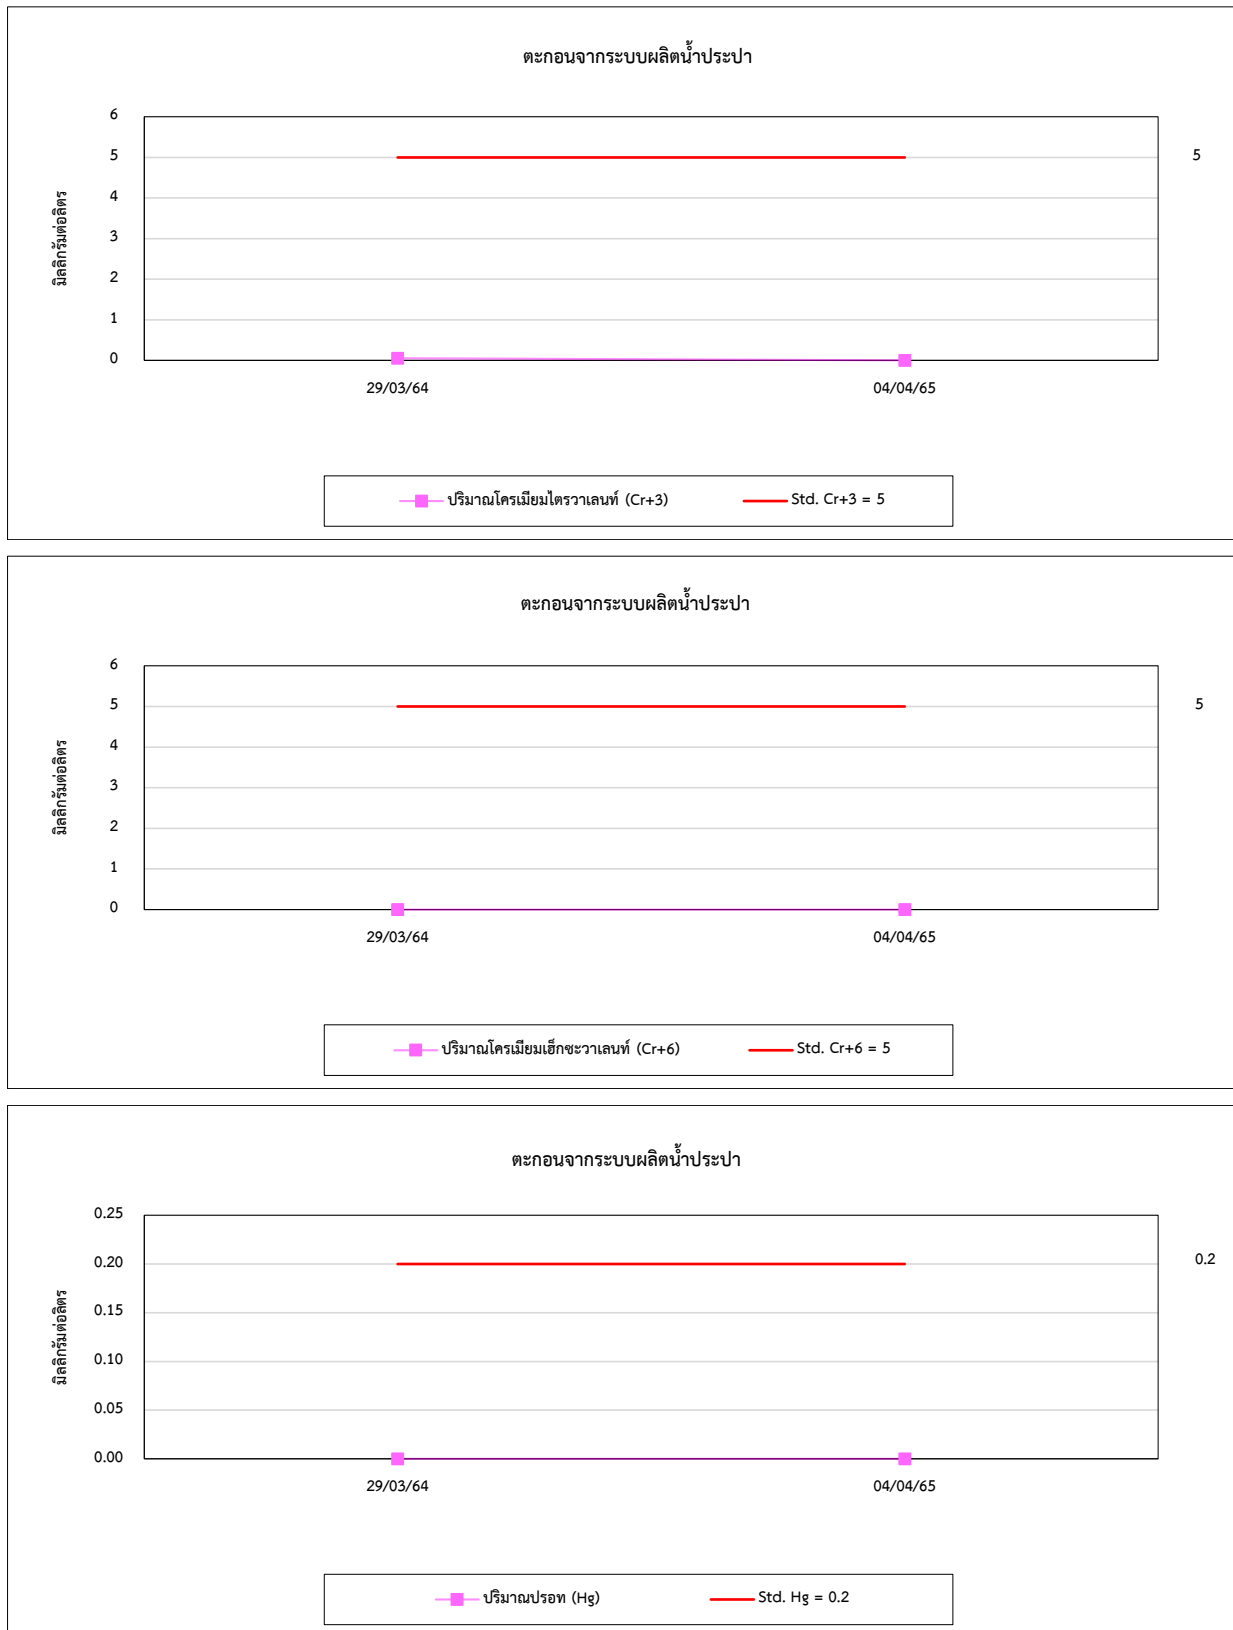 ตะกอนจากระบบผลิตน้ำประปา
6
5
5
4
3
2
1
0
มิลลิกรัมต่อลิตร
29/03/64
04/04/65
ปริมาณโครเมียมไตรวาเลนท์ (Cr+3)
Std. Cr+3 = 5
ตะกอนจากระบบผลิตน้ำประปา
6
5
5
4
3
2
1
0
มิลลิกรัมต่อลิตร
29/03/64
04/04/65
ปริมาณโครเมียมเฮ็กซะวาเลนท์ (Cr+6)
Std. Cr+6 = 5
ตะกอนจากระบบผลิตน้ำประปา
0.25
0.20
0.2
0.15
0.10
0.05
0.00
มิลลิกรัมต่อลิตร
29/03/64
04/04/65
ปริมาณปรอท (Hg)
Std. Hg = 0.2